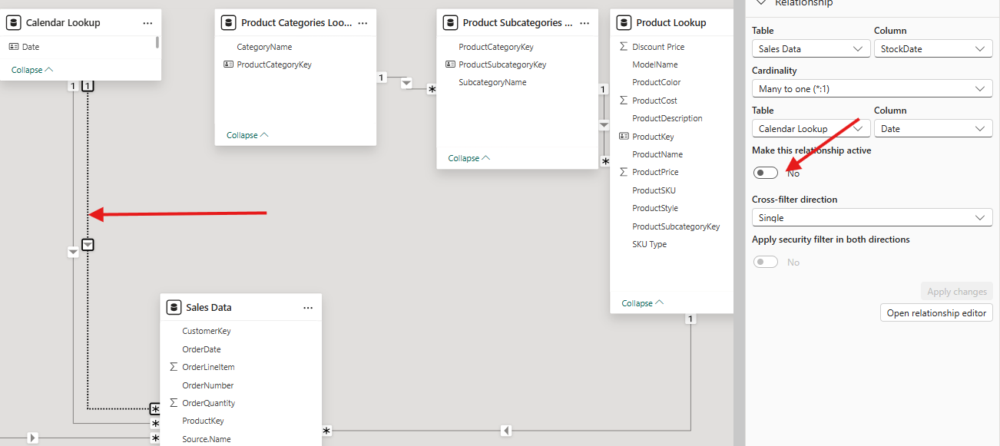 Calendar Lookup ...
Date
Collapse
1 1
Product Categories Loo... ...
CategoryName
ProductCategoryKey
Collapse
1
*
Product Subcategories ... ...
ProductCategoryKey
ProductSubcategoryKey
SubcategoryName
Collapse
1
*
Product Lookup
Σ Discount Price
ModelName
ProductColor
Σ ProductCost
ProductDescription
ProductKey
ProductName
Σ ProductPrice
ProductSKU
ProductStyle
ProductSubcategoryKey
SKU Type
Collapse
1
Sales Data ...
CustomerKey
OrderDate
Σ OrderLineItem
OrderNumber
Σ OrderQuantity
ProductKey
Source.Name
*
*
*
*
Relationship
Table Column
Sales Data StockDate
Cardinality
Many to one (*:1)
Table Column
Calendar Lookup Date
Make this relationship active
No
Cross-filter direction
Single
Apply security filter in both directions
No
Apply changes
Open relationship editor